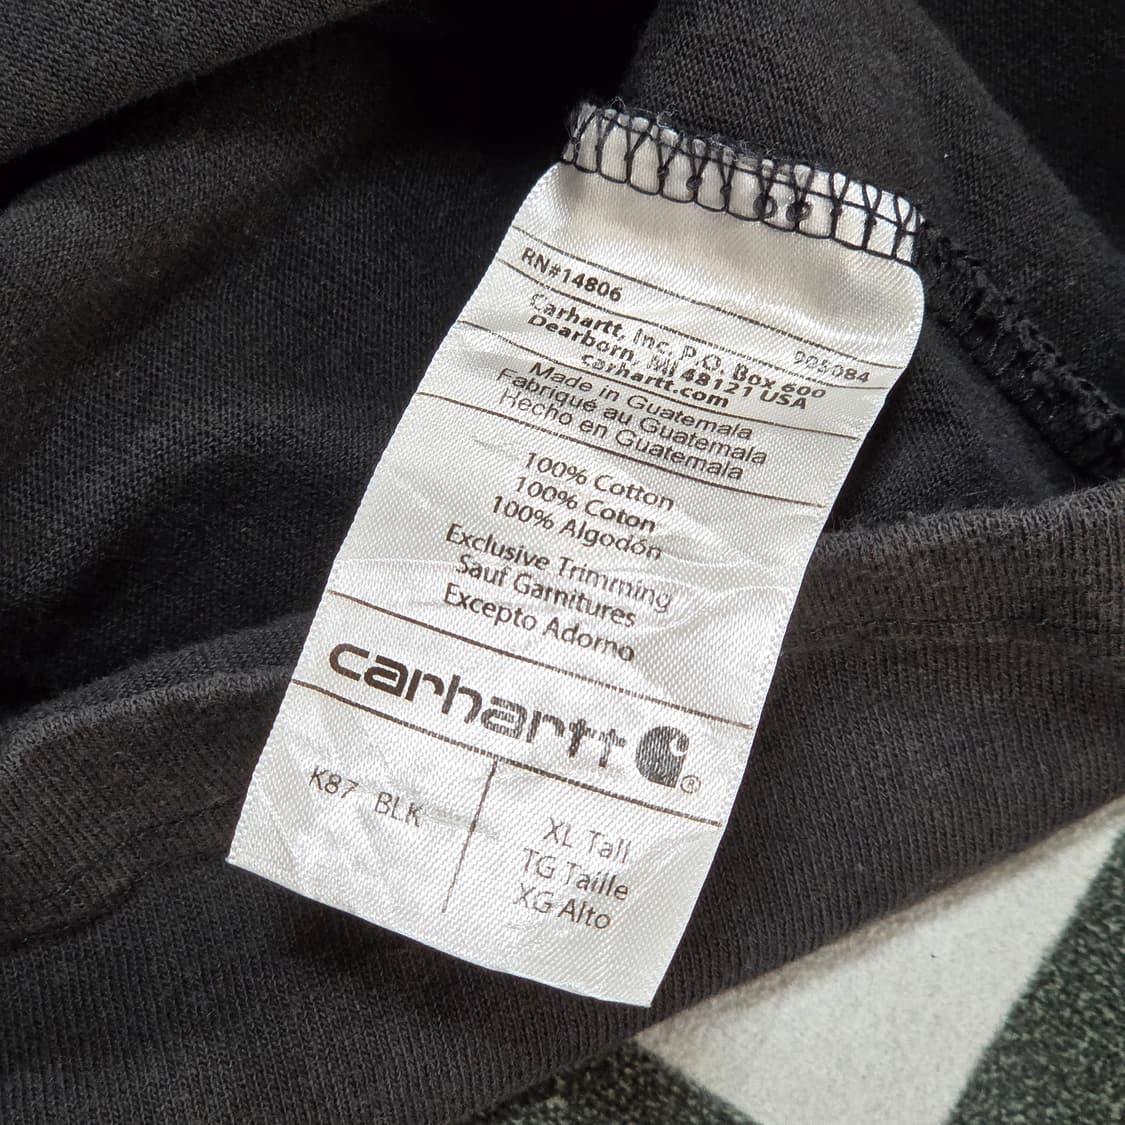 RN#14806
Carhartt, Inc. P.O. Box 600
Dearborn, MI 48121 USA
carhartt.com
Made in Guatemala
Fabriqué au Guatemala
Hecho en Guatemala
100% Cotton
100% Coton
100% Algodón
Exclusive Trimming
Sauf Garnitures
Excepto Adorno
carhartt ®
K87 BLK
XL Tall
TG Taille
XG Alto